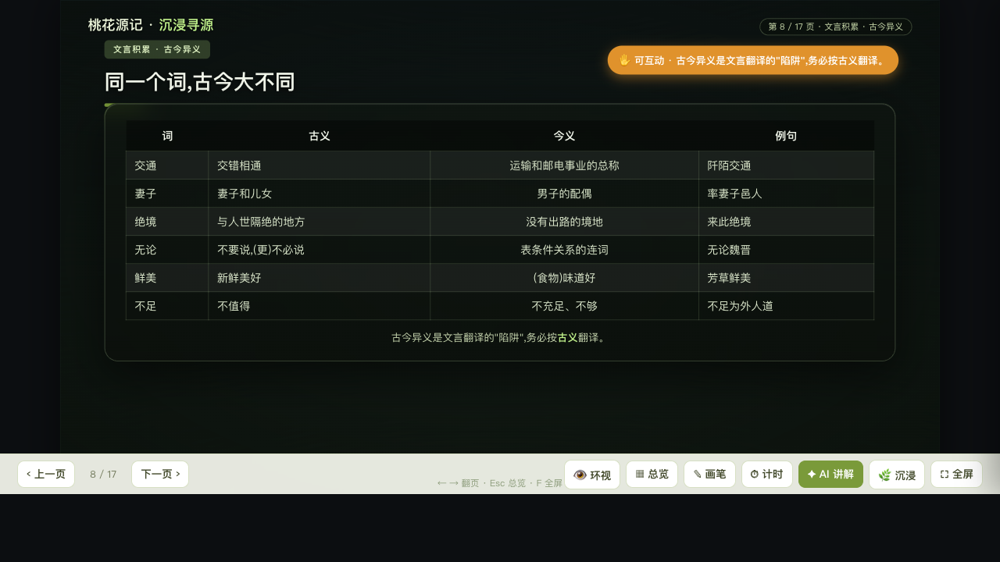 桃花源记 · 沉浸寻源
第 8 / 17 页 · 文言积累 · 古今异义
文言积累 · 古今异义
🖐 可互动 · 古今异义是文言翻译的"陷阱",务必按古义翻译。
同一个词,古今大不同
词 古义 今义 例句
交通 交错相通 运输和邮电事业的总称 阡陌交通
妻子 妻子和儿女 男子的配偶 率妻子邑人
绝境 与人世隔绝的地方 没有出路的境地 来此绝境
无论 不要说,(更)不必说 表条件关系的连词 无论魏晋
鲜美 新鲜美好 (食物)味道好 芳草鲜美
不足 不值得 不充足、不够 不足为外人道
古今异义是文言翻译的"陷阱",务必按古义翻译。
‹ 上一页 8 / 17 下一页 › ← → 翻页 · Esc 总览 · F 全屏 👁 环视 ▦ 总览 ✎ 画笔 ⏱ 计时 ✦ AI 讲解 🌿 沉浸 ⛶ 全屏